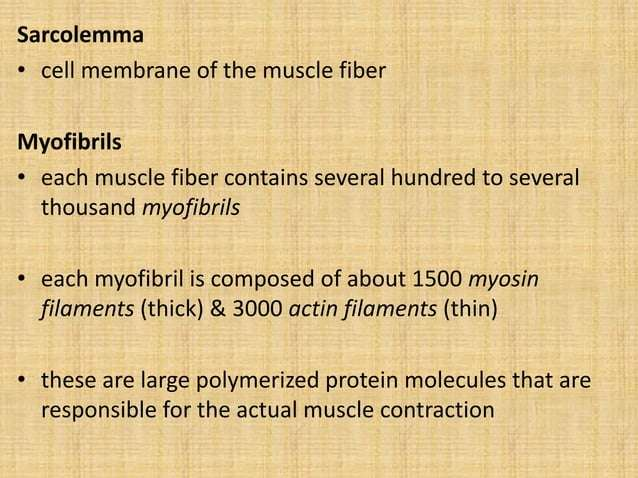 Sarcolemma
• cell membrane of the muscle fiber
Myofibrils
• each muscle fiber contains several hundred to several
thousand myofibrils
• each myofibril is composed of about 1500 myosin
filaments (thick) & 3000 actin filaments (thin)
• these are large polymerized protein molecules that are
responsible for the actual muscle contraction